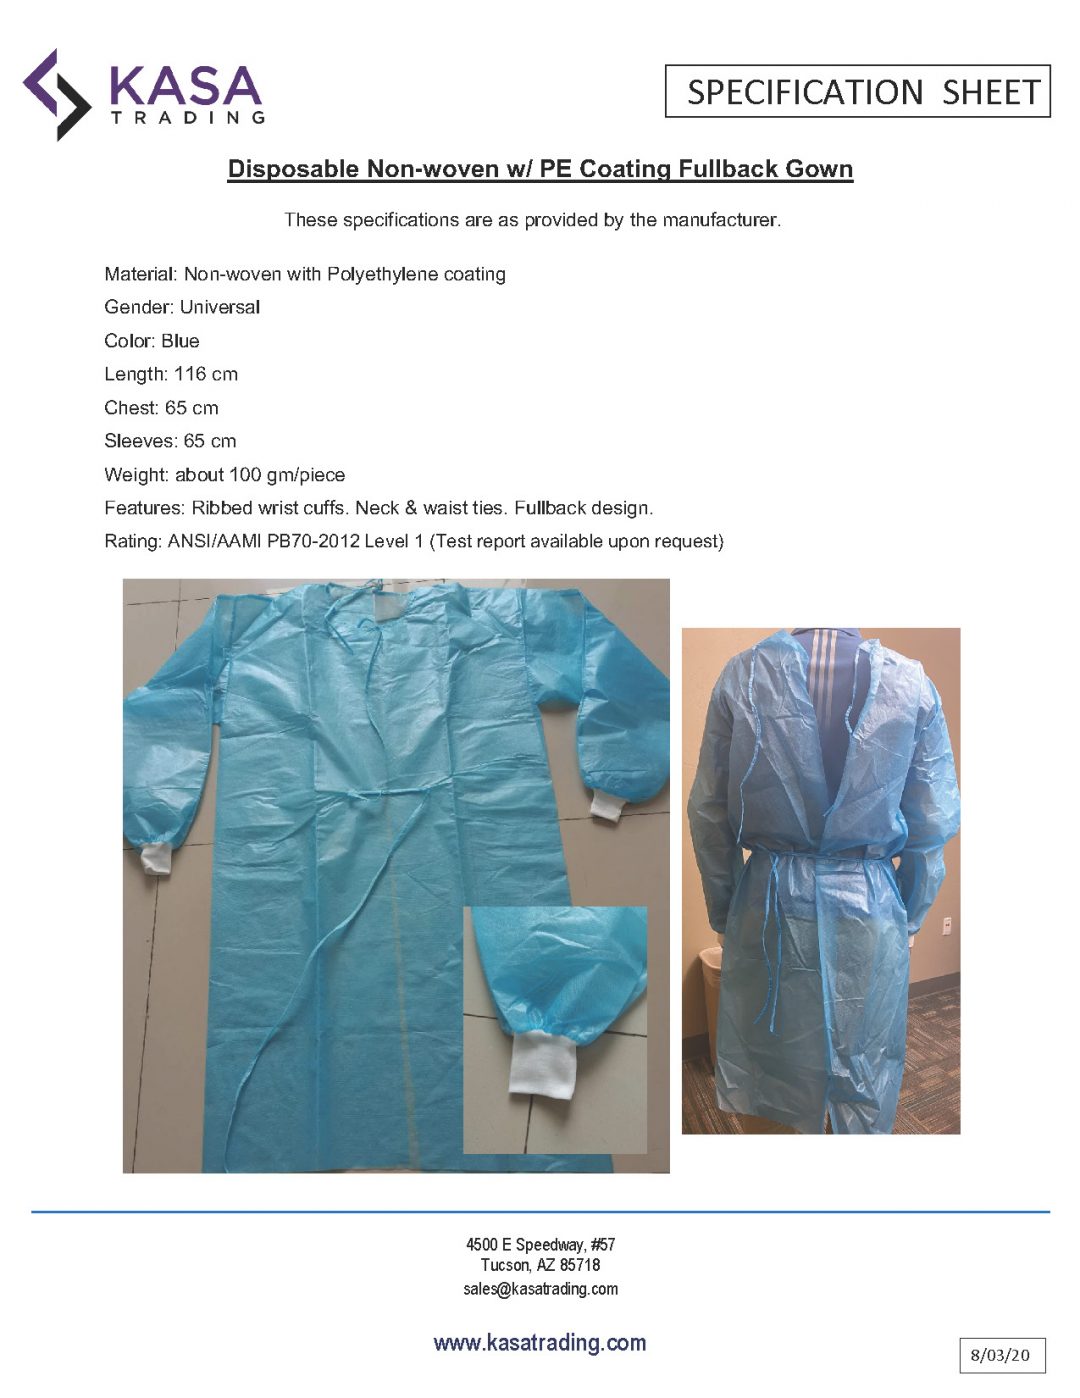 KASA
TRADING
SPECIFICATION SHEET
Disposable Non-woven w/ PE Coating Fullback Gown
These specifications are as provided by the manufacturer.
Material: Non-woven with Polyethylene coating
Gender: Universal
Color: Blue
Length: 116 cm
Chest: 65 cm
Sleeves: 65 cm
Weight: about 100 gm/piece
Features: Ribbed wrist cuffs. Neck & waist ties. Fullback design.
Rating: ANSI/AAMI PB70-2012 Level 1 (Test report available upon request)
4500 E Speedway, #57
Tucson, AZ 85718
sales@kasatrading.com
www.kasatrading.com
8/03/20